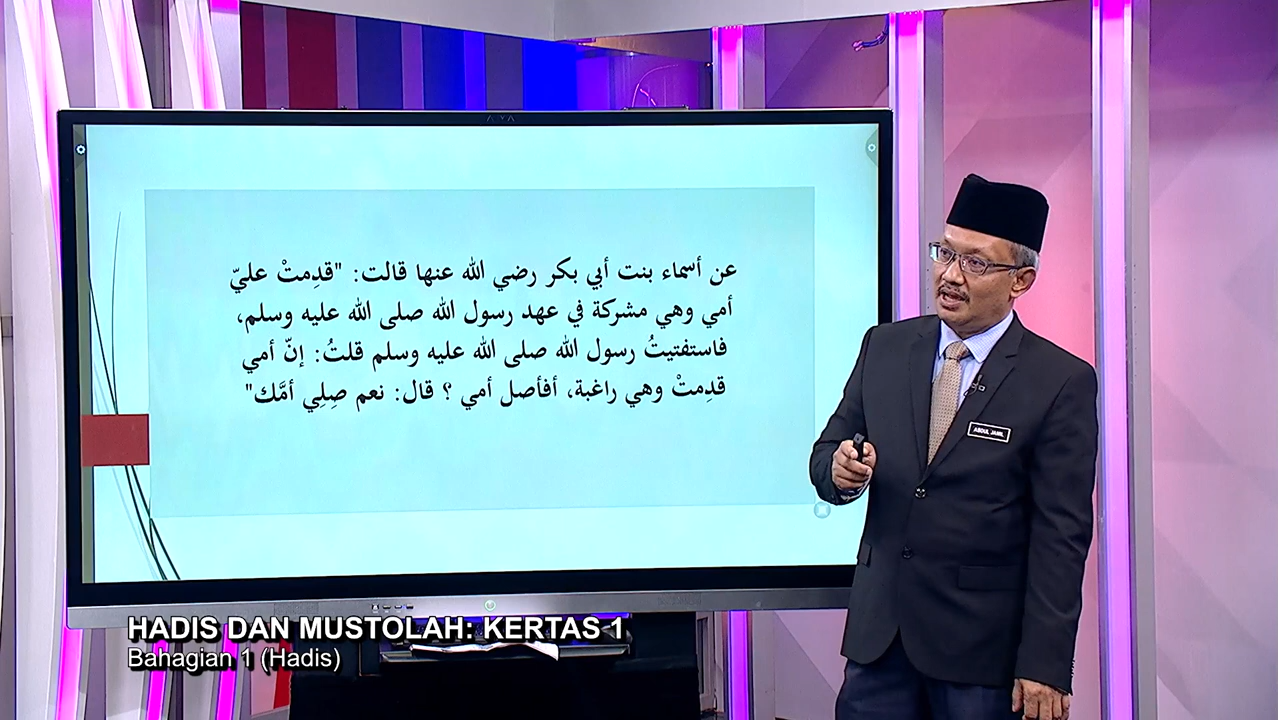 عن أسماء بنت أبي بكر رضي الله عنها قالت: "قدِمتْ عليّ
أمي وهي مشركة في عهد رسول الله صلى الله عليه وسلم،
فاستفتيتُ رسول الله صلى الله عليه وسلم قلتُ: إنّ أمي
قدِمتْ وهي راغبة، أفأصل أمي ؟ قال: نعم صِلِي أمَّك"
ABDUL JAMIL
HADIS DAN MUSTOLAH: KERTAS 1
Bahagian 1 (Hadis)